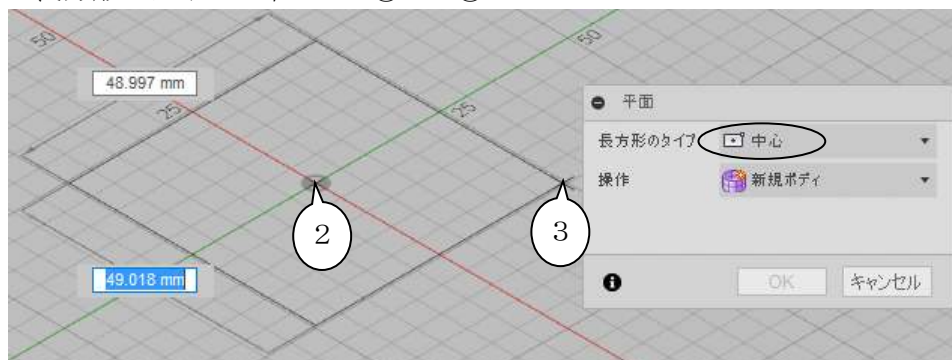 50
50
48.997 mm
25
25
平面
長方形のタイプ 中心
操作 新規ボディ
2
3
49.018 mm
OK キャンセル